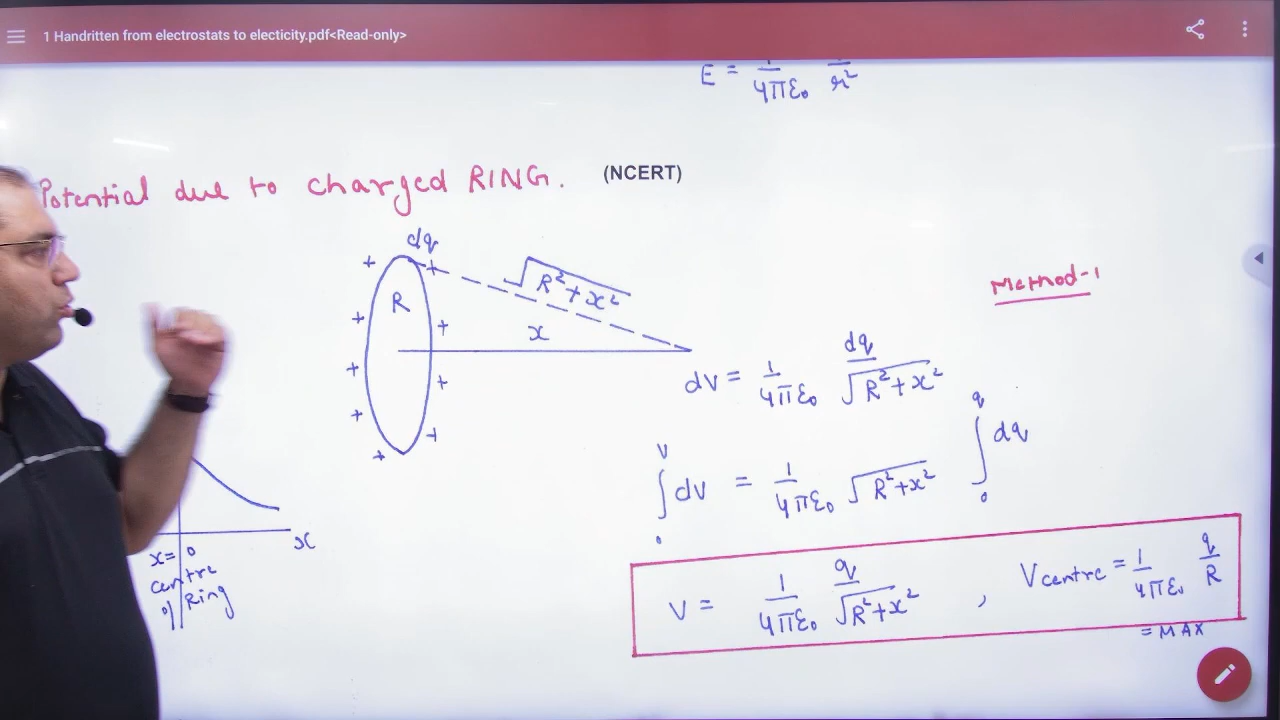 1 Handritten from electrostats to electicity.pdf<Read-only>
E = 1/4πε₀ r²
Potential due to charged RING. (NCERT)
dq
√R²+x²
R
x
Method-1
dv = 1/4πε₀ dq/√R²+x²
∫₀^V dv = 1/4πε₀ √R²+x² ∫₀^q dq
V = 1/4πε₀ q/√R²+x² , Vcentre = 1/4πε₀ q/R
= MAX
x
x=0
centre
of Ring